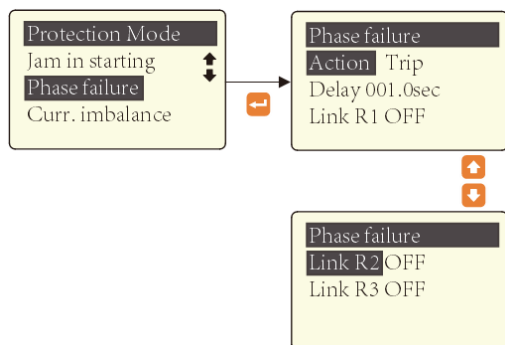 Protection Mode
Jam in starting
Phase failure
Curr. imbalance
Phase failure
Action Trip
Delay 001.0sec
Link R1 OFF
Phase failure
Link R2 OFF
Link R3 OFF